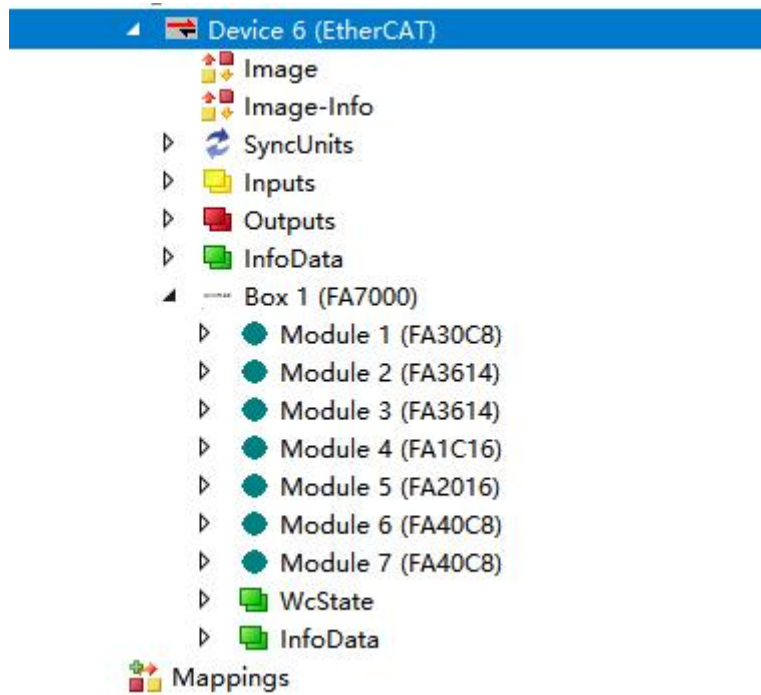 Device 6 (EtherCAT)
Image
Image-Info
SyncUnits
Inputs
Outputs
InfoData
Box 1 (FA7000)
Module 1 (FA30C8)
Module 2 (FA3614)
Module 3 (FA3614)
Module 4 (FA1C16)
Module 5 (FA2016)
Module 6 (FA40C8)
Module 7 (FA40C8)
WcState
InfoData
Mappings